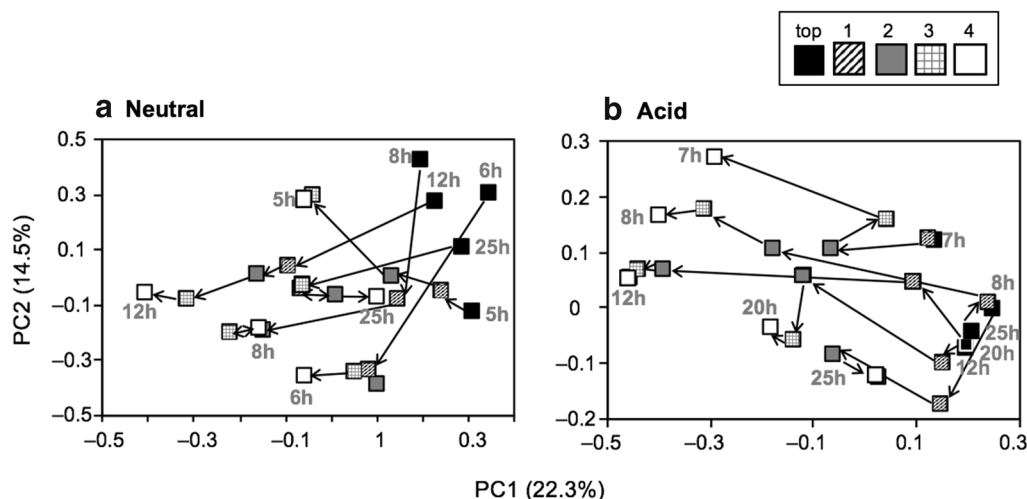 top 1 2 3 4
a Neutral
b Acid
0.5
0.3
0.1
–0.1
–0.3
–0.5
–0.5 –0.3 –0.1 1 0.3
PC2 (14.5%)
8h
6h
12h
5h
25h
12h
25h
5h
8h
6h
0.3
0.2
0.1
0
–0.1
–0.2
–0.5 –0.3 –0.1 0.1 0.3
7h
8h
7h
12h
8h
20h
25h
20h
12h
25h
PC1 (22.3%)